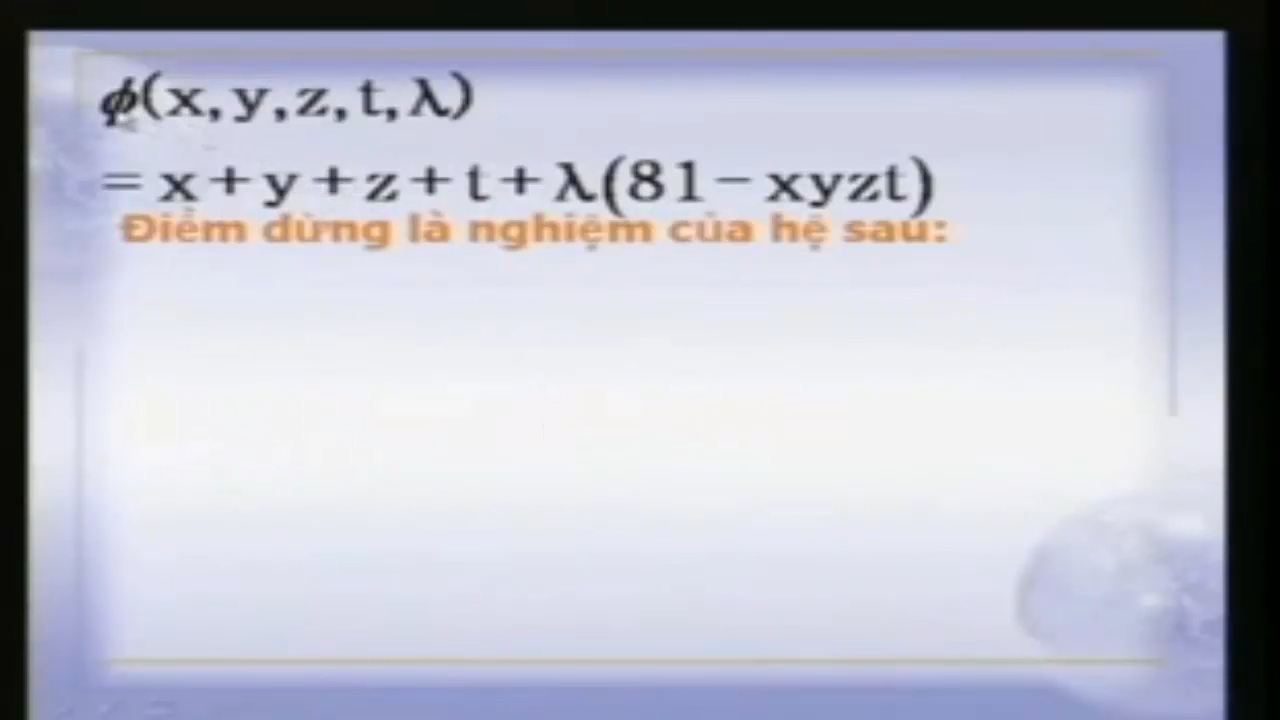 ϕ(x,y,z,t,λ)
=x+y+z+t+λ(81−xyzt)
Điểm dừng là nghiệm của hệ sau: